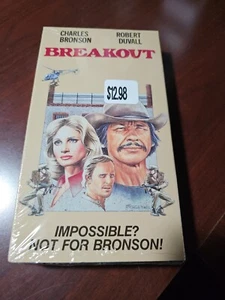 CHARLES ROBERT
BRONSON DUVALL
BREAKOUT
$12.98
IMPOSSIBLE?
NOT FOR BRONSON!